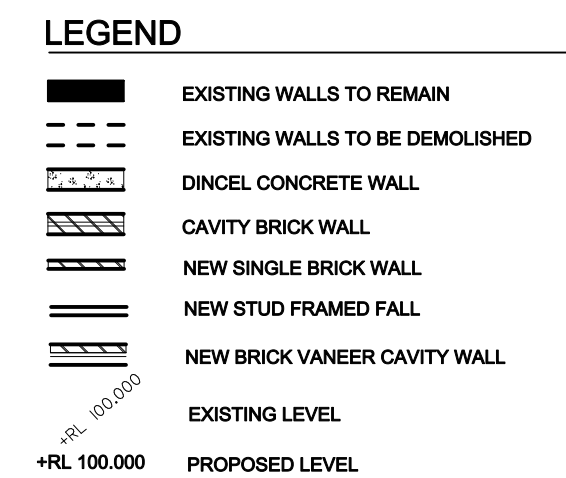 LEGEND
EXISTING WALLS TO REMAIN
EXISTING WALLS TO BE DEMOLISHED
DINCEL CONCRETE WALL
CAVITY BRICK WALL
NEW SINGLE BRICK WALL
NEW STUD FRAMED FALL
NEW BRICK VANEER CAVITY WALL
+RL 100.000 EXISTING LEVEL
+RL 100.000 PROPOSED LEVEL